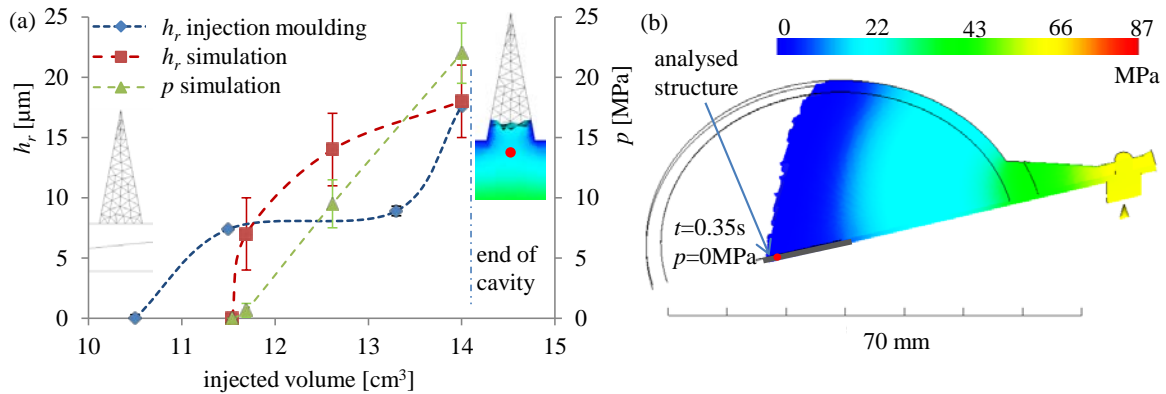 (a)
h_r injection moulding
h_r simulation
p simulation
25
20
15
10
5
0
h_r [µm]
10 11 12 13 14 15
injected volume [cm³]
25
20
15
10
5
0
p [MPa]
end of
cavity
(b)
0 22 43 66 87
MPa
analysed
structure
t=0.35s
p=0MPa
70 mm